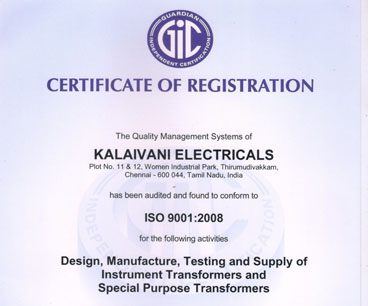 GUARDIAN
GIC
INDEPENDENT CERTIFICATION
CERTIFICATE OF REGISTRATION
The Quality Management Systems of
KALAIVANI ELECTRICALS
Plot No. 11 & 12, Women Industrial Park, Thirumudivakkam,
Chennai - 600 044, Tamil Nadu, India
has been audited and found to conform to
ISO 9001:2008
for the following activities
Design, Manufacture, Testing and Supply of
Instrument Transformers and
Special Purpose Transformers